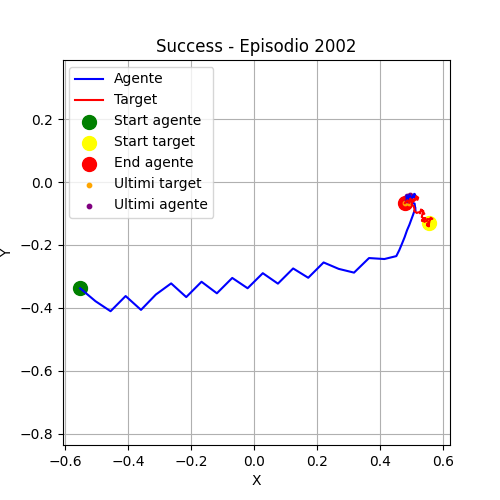 Success - Episodio 2002
Agente
Target
Start agente
Start target
End agente
Ultimi target
Ultimi agente
Y
0.2
0.0
−0.2
−0.4
−0.6
−0.8
−0.6
−0.4
−0.2
0.0
0.2
0.4
0.6
X